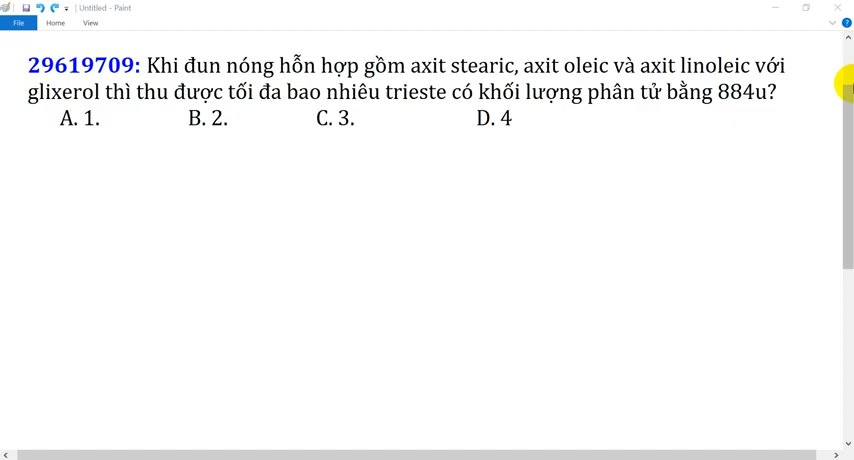 Untitled - Paint
File Home View
29619709: Khi đun nóng hỗn hợp gồm axit stearic, axit oleic và axit linoleic với
glixerol thì thu được tối đa bao nhiêu trieste có khối lượng phân tử bằng 884u?
A. 1. B. 2. C. 3. D. 4